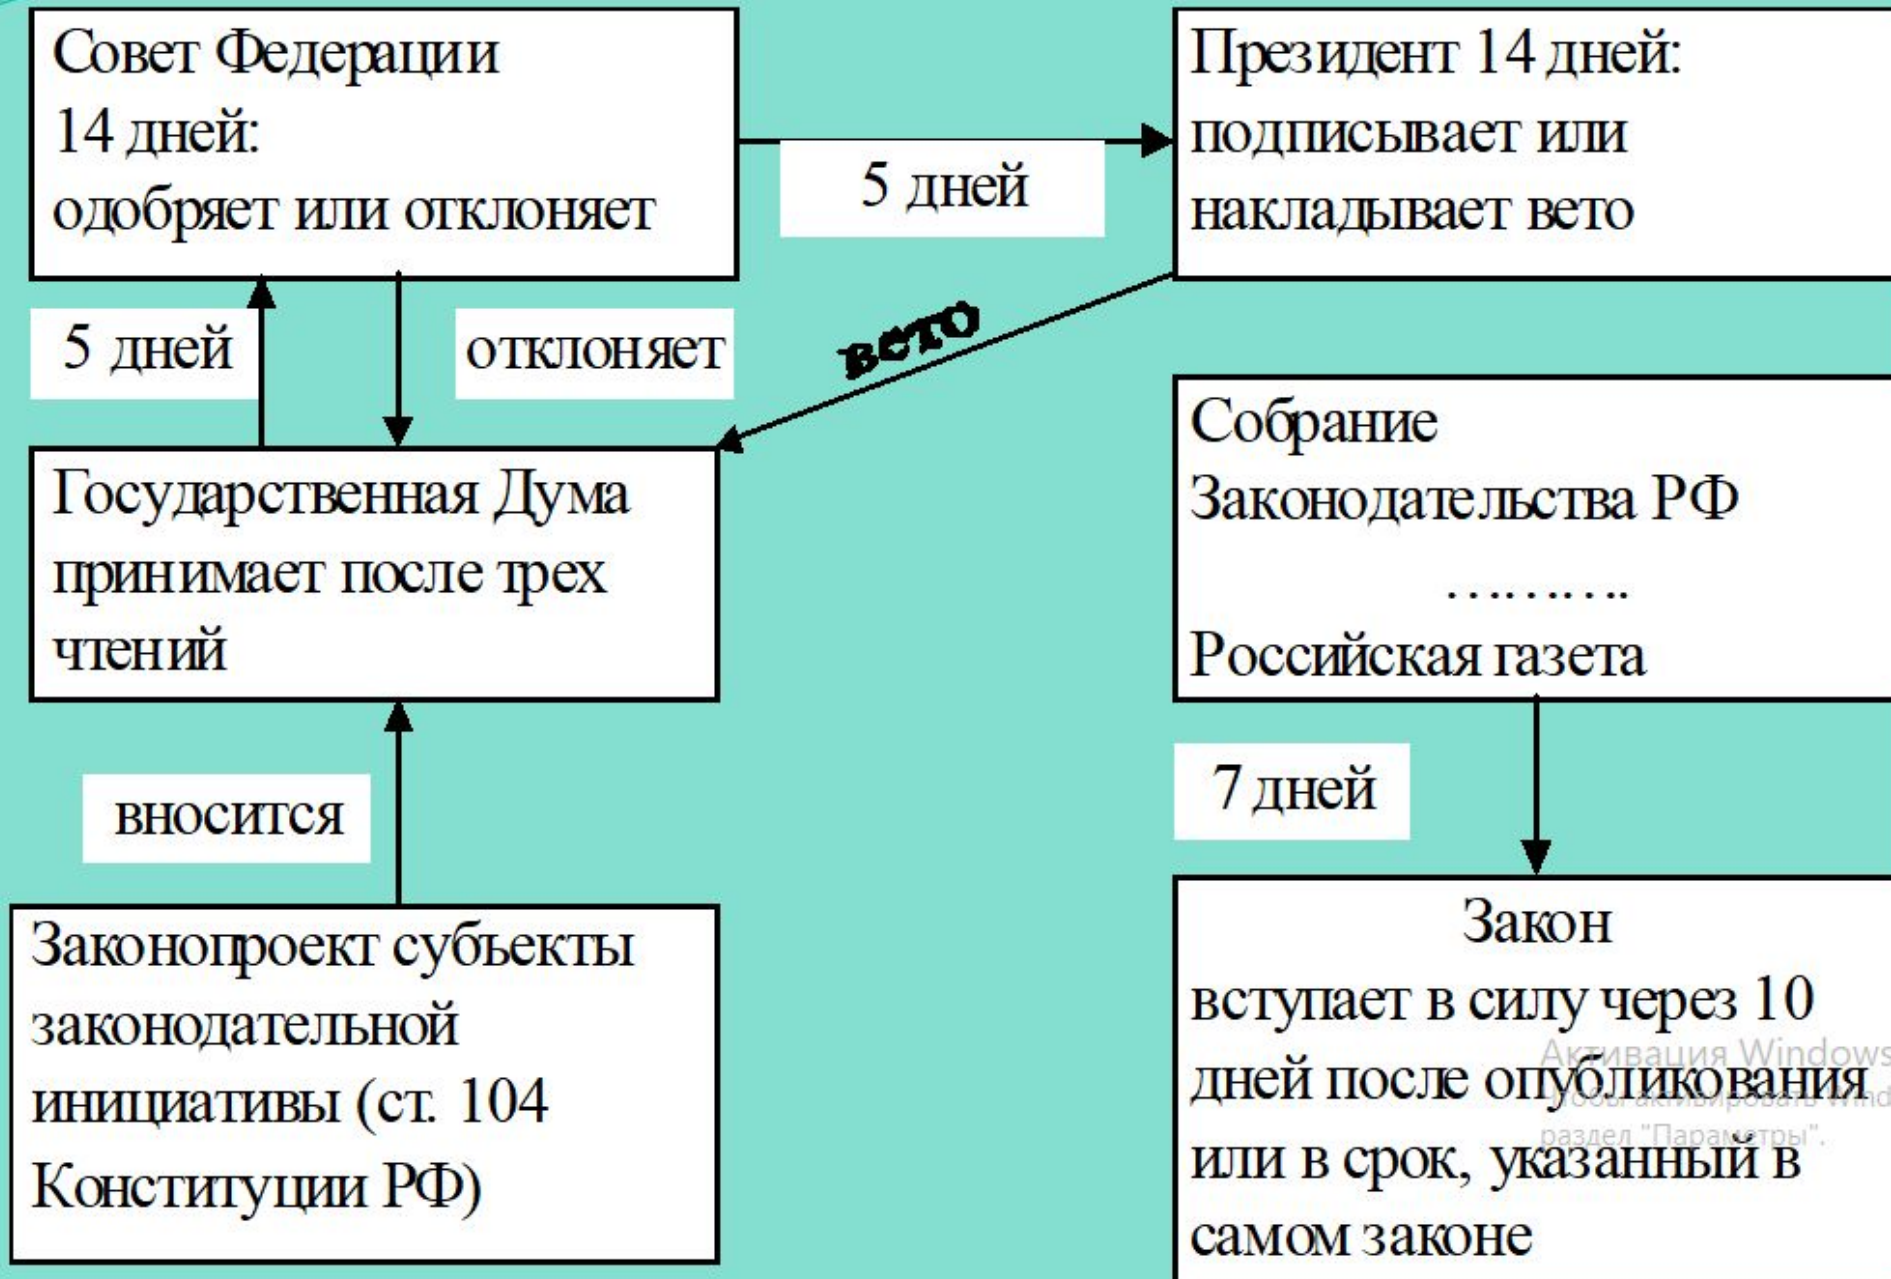 Совет Федерации
14 дней:
одобряет или отклоняет
5 дней
Президент 14 дней:
подписывает или
накладывает вето
5 дней
отклоняет
вето
Государственная Дума
принимает после трех
чтений
Собрание
Законодательства РФ
……….
Российская газета
вносится
7 дней
Законопроект субъекты
законодательной
инициативы (ст. 104
Конституции РФ)
Закон
вступает в силу через 10
дней после опубликования
или в срок, указанный в
самом законе
Активация Windows
Чтобы активировать Wind
раздел "Параметры".